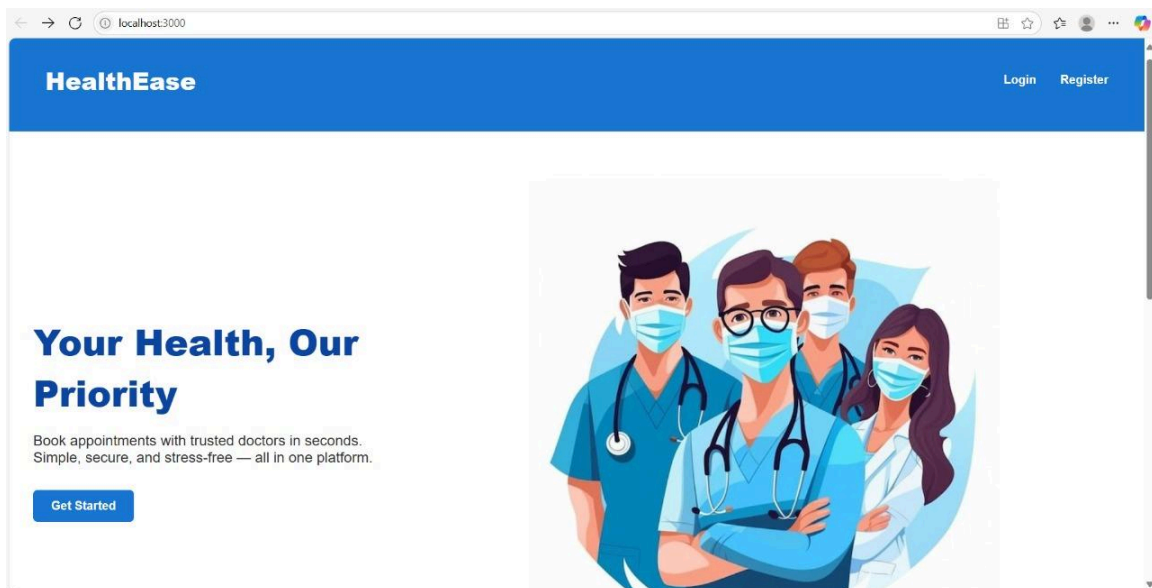 localhost:3000
HealthEase
Login Register
Your Health, Our
Priority
Book appointments with trusted doctors in seconds.
Simple, secure, and stress-free — all in one platform.
Get Started